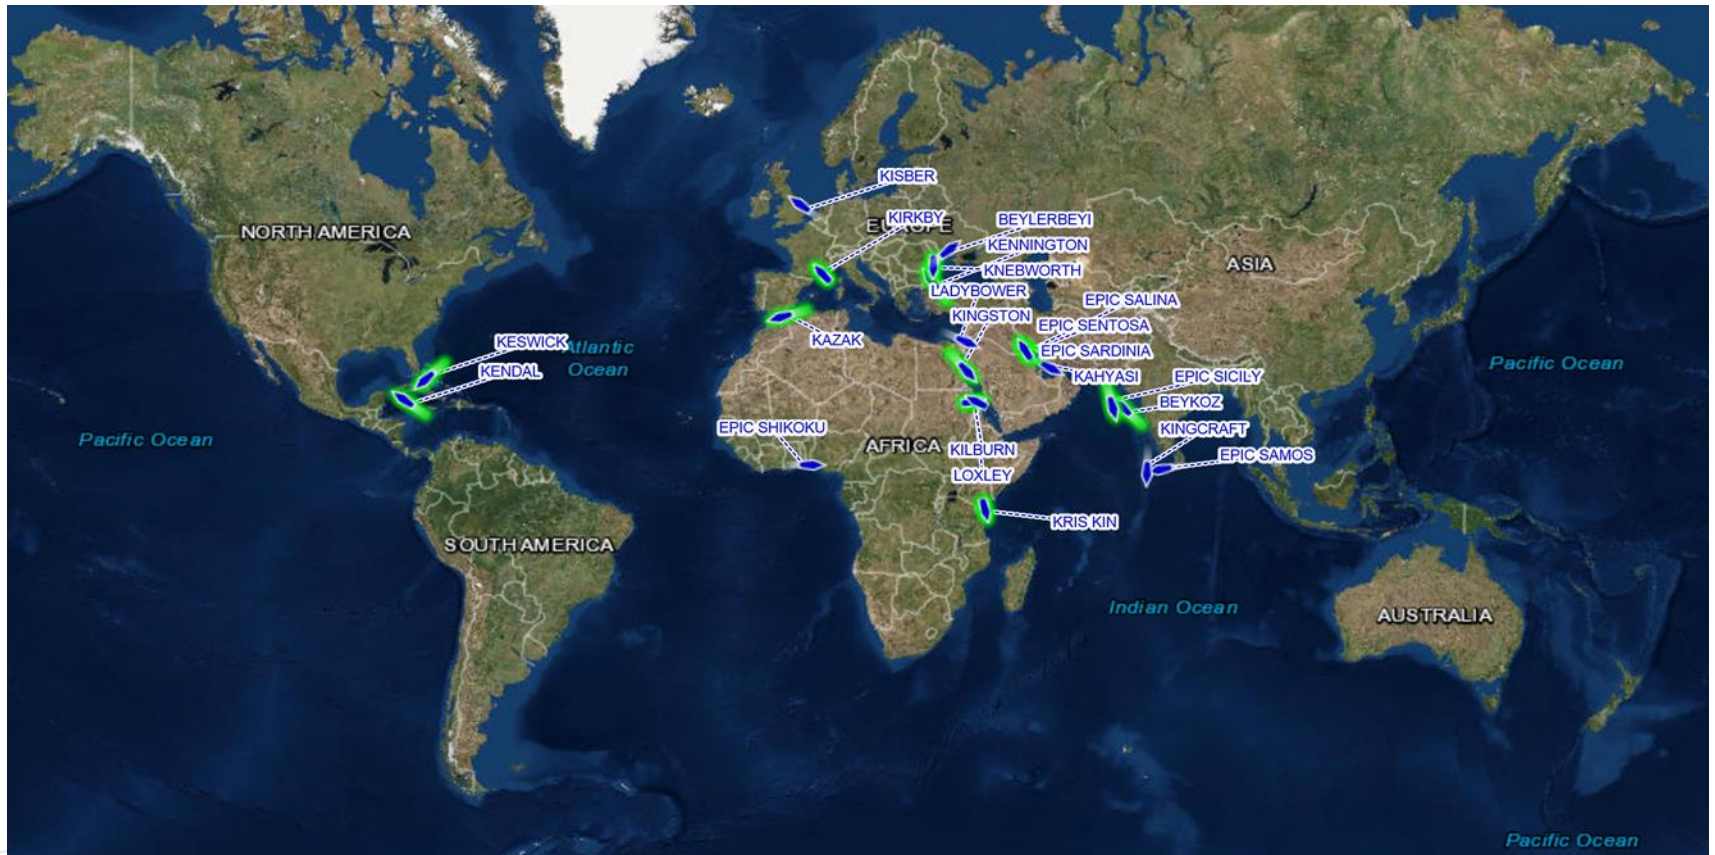 KISBER
KIRKBY
BEYLERBEYI
EUROPE
NORTH AMERICA
KENNINGTON
ASIA
KNEBWORTH
LADYBOWER
EPIC SALINA
KINGSTON
EPIC SENTOSA
KESWICK
KAZAK
Atlantic
Ocean
EPIC SARDINIA
Pacific Ocean
KENDAL
KAHYASI
EPIC SICILY
BEYKOZ
EPIC SHIKOKU
KINGCRAFT
Pacific Ocean
AFRICA
KILBURN
EPIC SAMOS
LOXLEY
KRIS KIN
SOUTH AMERICA
Indian Ocean
AUSTRALIA
Pacific Ocean